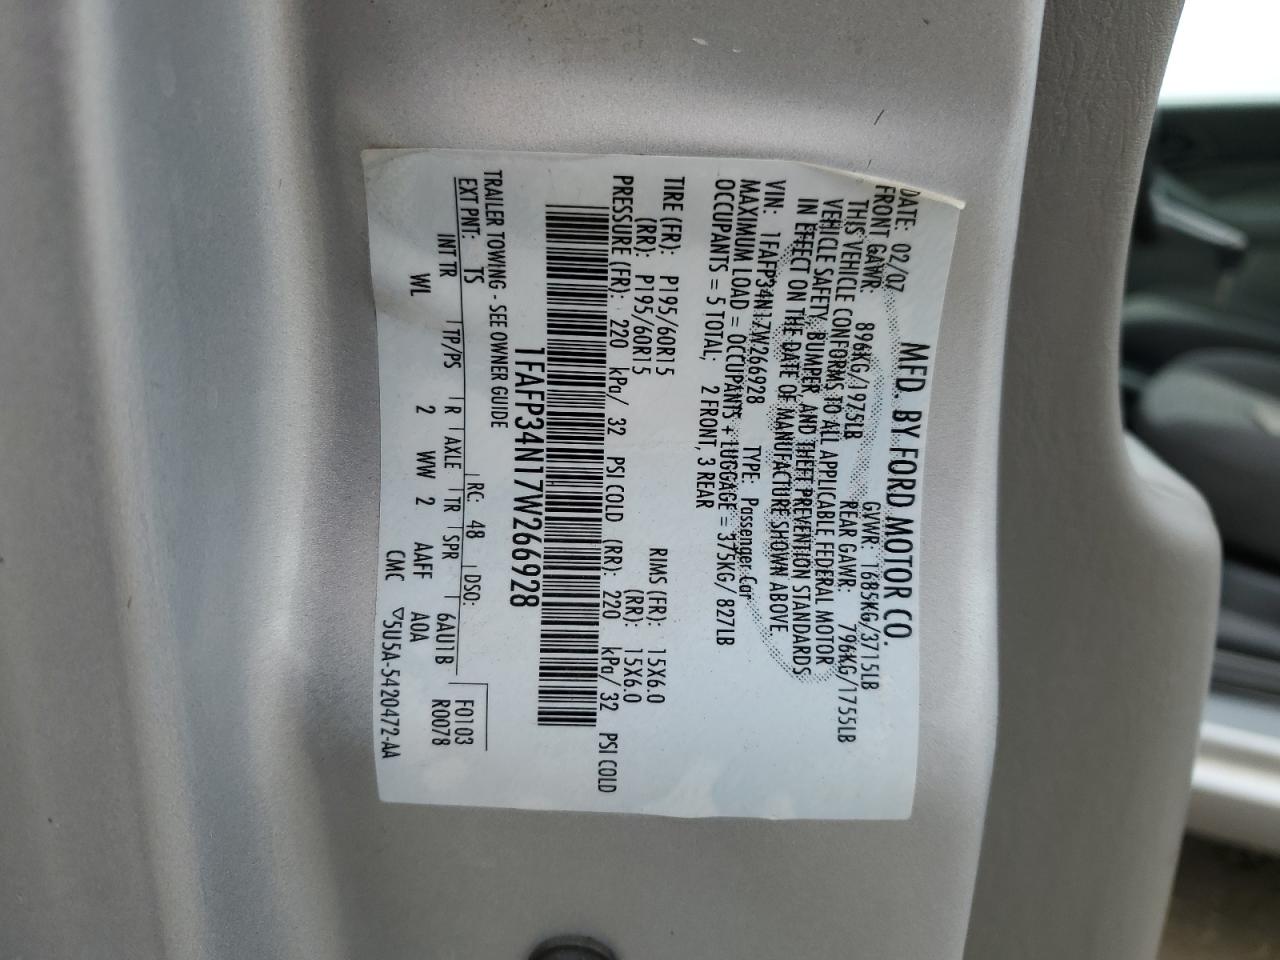 MFD. BY FORD MOTOR CO.
DATE: 02/07 GVWR: 1685KG/3715LB
FRONT GAWR: 896KG/1975LB REAR GAWR: 796KG/1755LB
THIS VEHICLE CONFORMS TO ALL APPLICABLE FEDERAL MOTOR
VEHICLE SAFETY, BUMPER, AND THEFT PREVENTION STANDARDS
IN EFFECT ON THE DATE OF MANUFACTURE SHOWN ABOVE
VIN: 1FAFP34N17W266928 TYPE: Passenger Car
MAXIMUM LOAD = OCCUPANTS + LUGGAGE = 375KG/827LB
OCCUPANTS = 5 TOTAL; 2 FRONT, 3 REAR
TIRE (FR): P195/60R15 RIMS (FR): 15X6.0
(RR): P195/60R15 (RR): 15X6.0
PRESSURE (FR): 220 kPa/ 32 PSI COLD (RR): 220 kPa/ 32 PSI COLD
1FAFP34N17W266928
TRAILER TOWING - SEE OWNER GUIDE
EXT PNT: TS RC: 48 DSO: F0103
INT TR TP/PS R AXLE TR SPR 6AU1B R0078
WL 2 WW 2 AAFF A0A
CMC ▽5U5A-5420472-AA